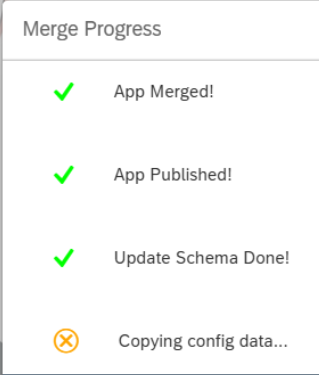 Merge Progress
App Merged!
App Published!
Update Schema Done!
Copying config data...